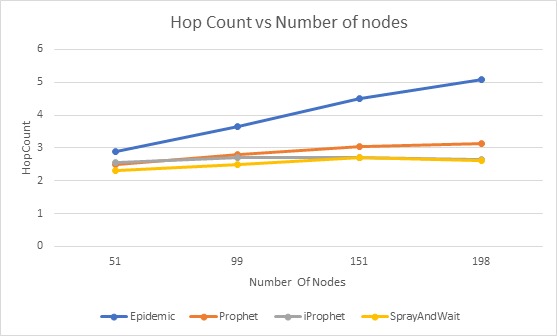 Hop Count vs Number of nodes
6
5
4
3
2
1
0
HopCount
51 99 151 198
Number Of Nodes
Epidemic Prophet iProphet SprayAndWait